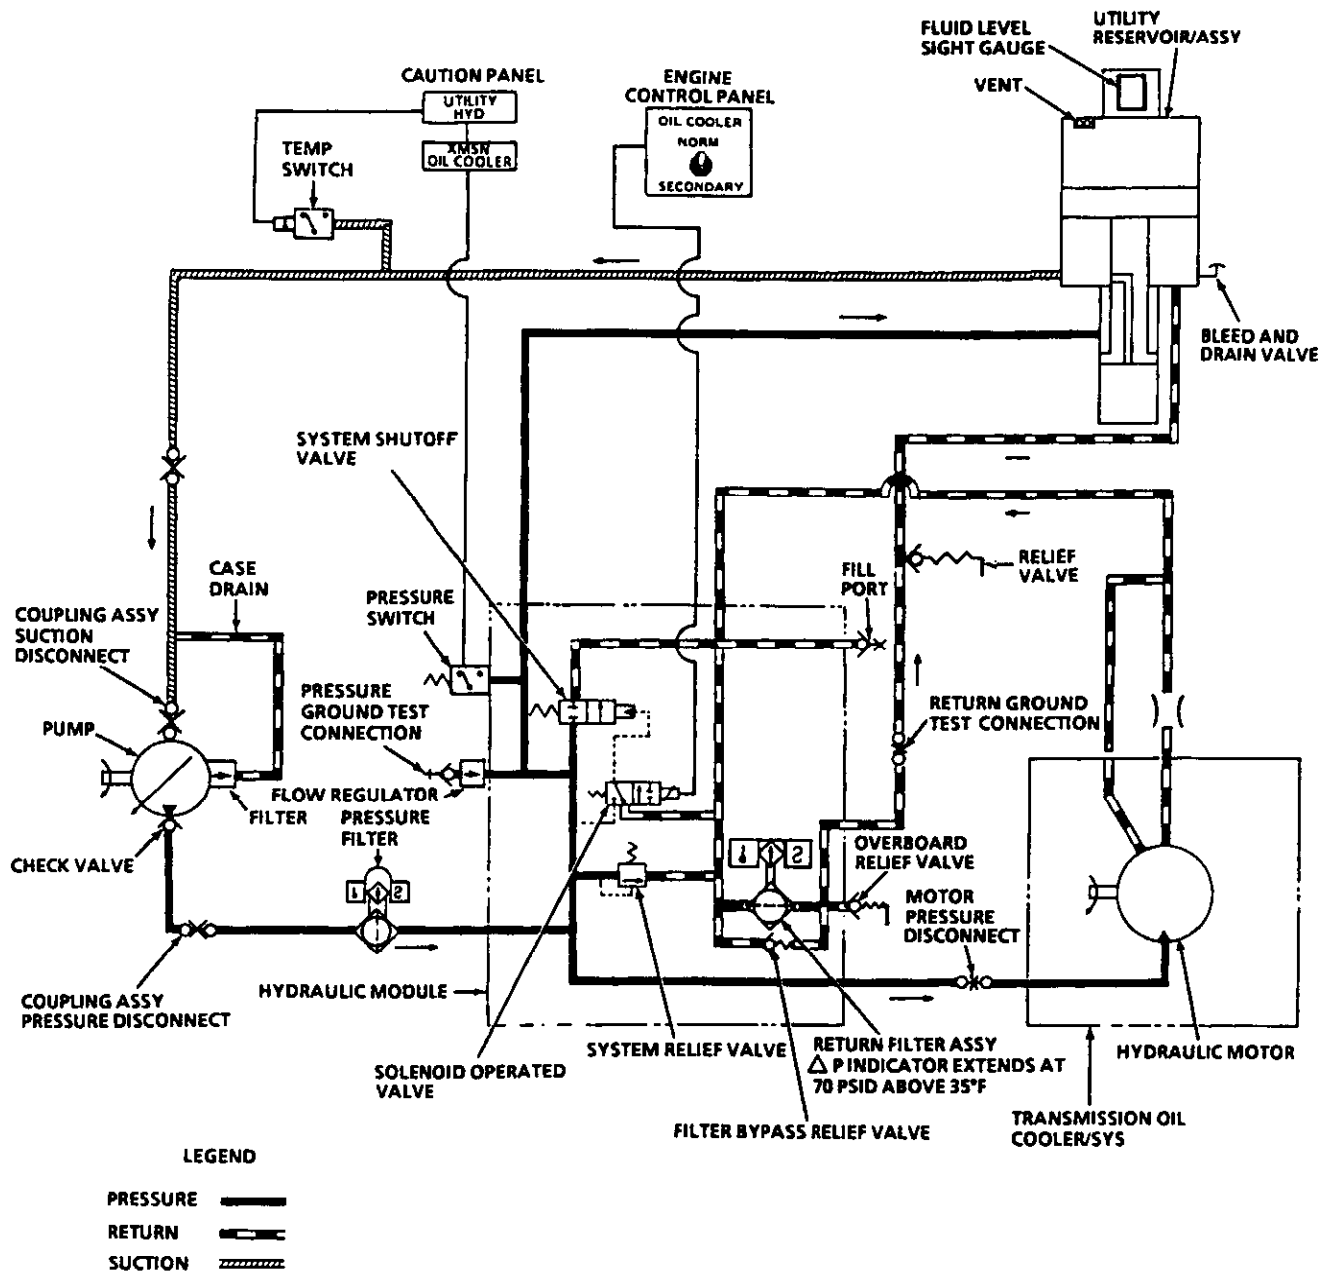 FLUID LEVEL
SIGHT GAUGE
UTILITY
RESERVOIR/ASSY
VENT
CAUTION PANEL
UTILITY
HYD
XMSN
OIL COOLER
ENGINE
CONTROL PANEL
OIL COOLER
NORM
SECONDARY
TEMP
SWITCH
BLEED AND
DRAIN VALVE
SYSTEM SHUTOFF
VALVE
CASE
DRAIN
COUPLING ASSY
SUCTION
DISCONNECT
PRESSURE
SWITCH
FILL
PORT
RELIEF
VALVE
PRESSURE
GROUND TEST
CONNECTION
RETURN GROUND
TEST CONNECTION
PUMP
FILTER
FLOW REGULATOR
PRESSURE
FILTER
CHECK VALVE
OVERBOARD
RELIEF VALVE
MOTOR
PRESSURE
DISCONNECT
COUPLING ASSY
PRESSURE DISCONNECT
HYDRAULIC MODULE
SOLENOID OPERATED
VALVE
SYSTEM RELIEF VALVE
RETURN FILTER ASSY
△ P INDICATOR EXTENDS AT
70 PSID ABOVE 35°F
FILTER BYPASS RELIEF VALVE
HYDRAULIC MOTOR
TRANSMISSION OIL
COOLER/SYS
LEGEND
PRESSURE
RETURN
SUCTION